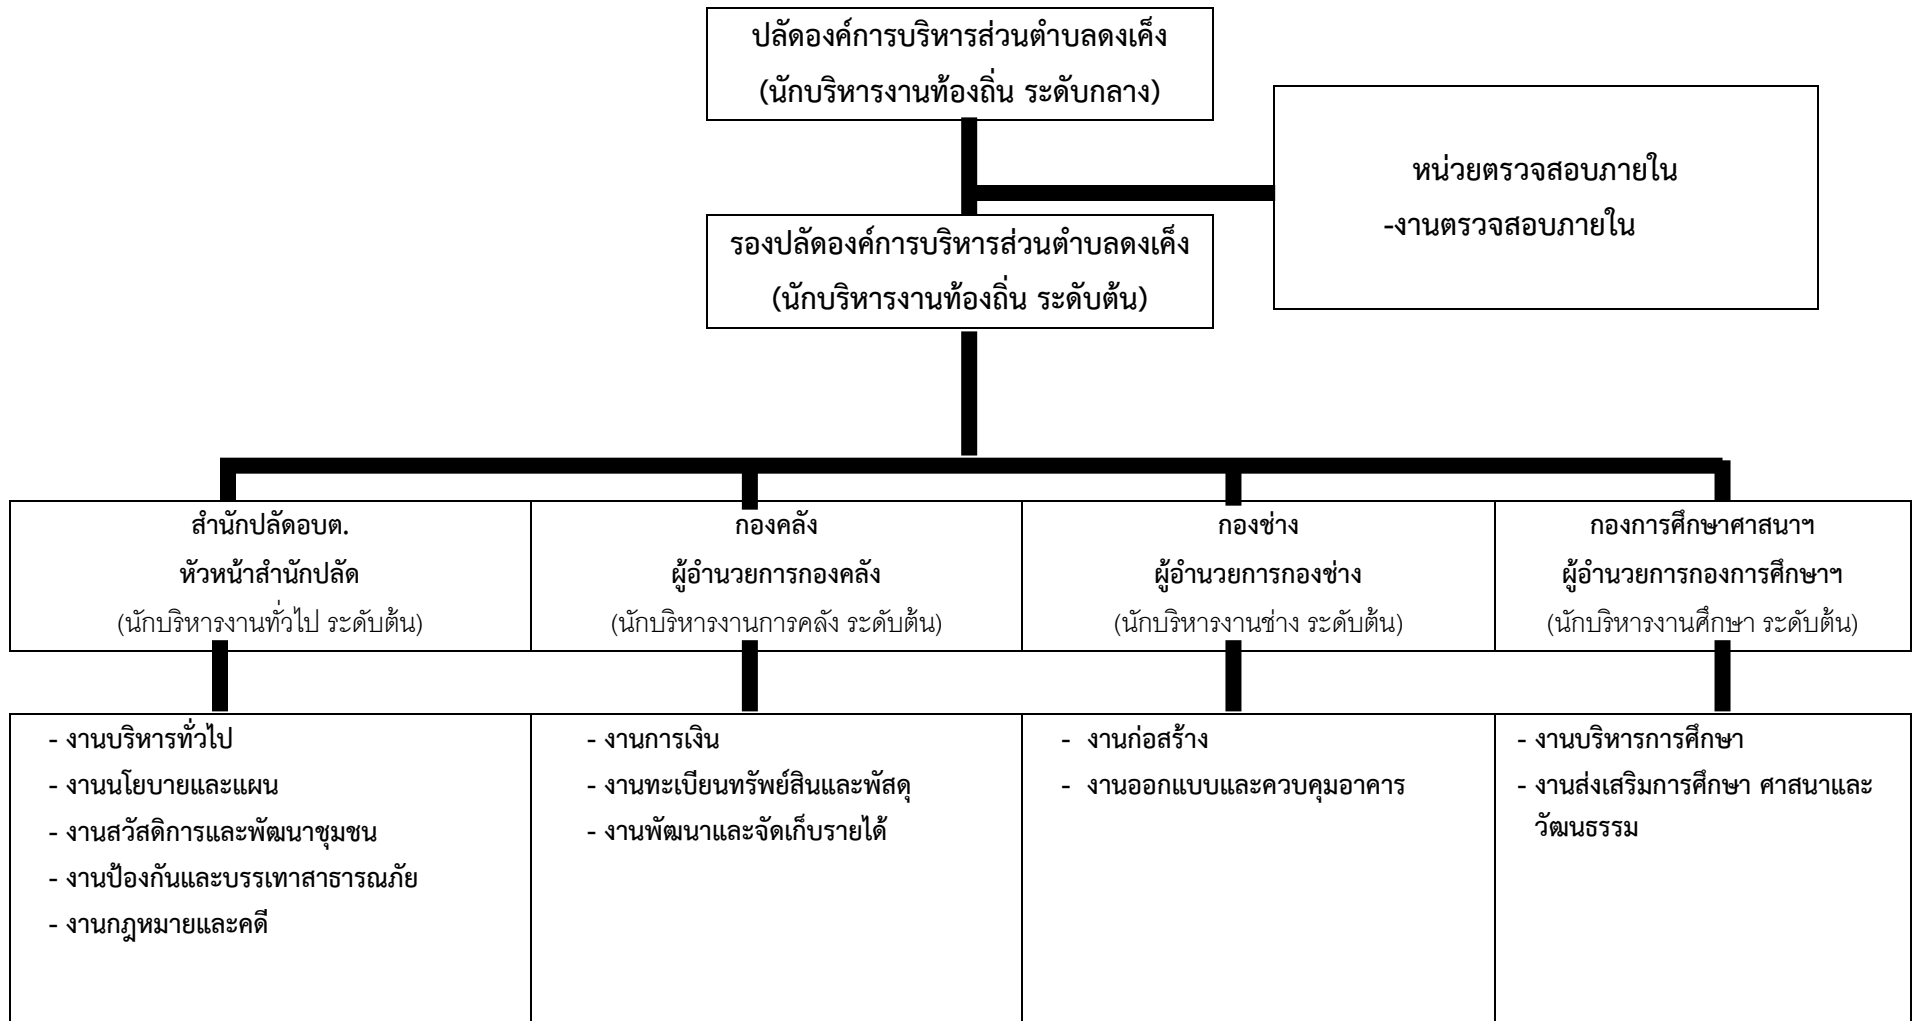 ปลัดองค์การบริหารส่วนตำบลดงเค็ง
(นักบริหารงานท้องถิ่น ระดับกลาง)
หน่วยตรวจสอบภายใน
-งานตรวจสอบภายใน
รองปลัดองค์การบริหารส่วนตำบลดงเค็ง
(นักบริหารงานท้องถิ่น ระดับต้น)
สำนักปลัดอบต.
หัวหน้าสำนักปลัด
(นักบริหารงานทั่วไป ระดับต้น)
กองคลัง
ผู้อำนวยการกองคลัง
(นักบริหารงานการคลัง ระดับต้น)
กองช่าง
ผู้อำนวยการกองช่าง
(นักบริหารงานช่าง ระดับต้น)
กองการศึกษาศาสนาฯ
ผู้อำนวยการกองการศึกษาฯ
(นักบริหารงานศึกษา ระดับต้น)
- งานบริหารทั่วไป
- งานนโยบายและแผน
- งานสวัสดิการและพัฒนาชุมชน
- งานป้องกันและบรรเทาสาธารณภัย
- งานกฎหมายและคดี
- งานการเงิน
- งานทะเบียนทรัพย์สินและพัสดุ
- งานพัฒนาและจัดเก็บรายได้
- งานก่อสร้าง
- งานออกแบบและควบคุมอาคาร
- งานบริหารการศึกษา
- งานส่งเสริมการศึกษา ศาสนาและ
วัฒนธรรม